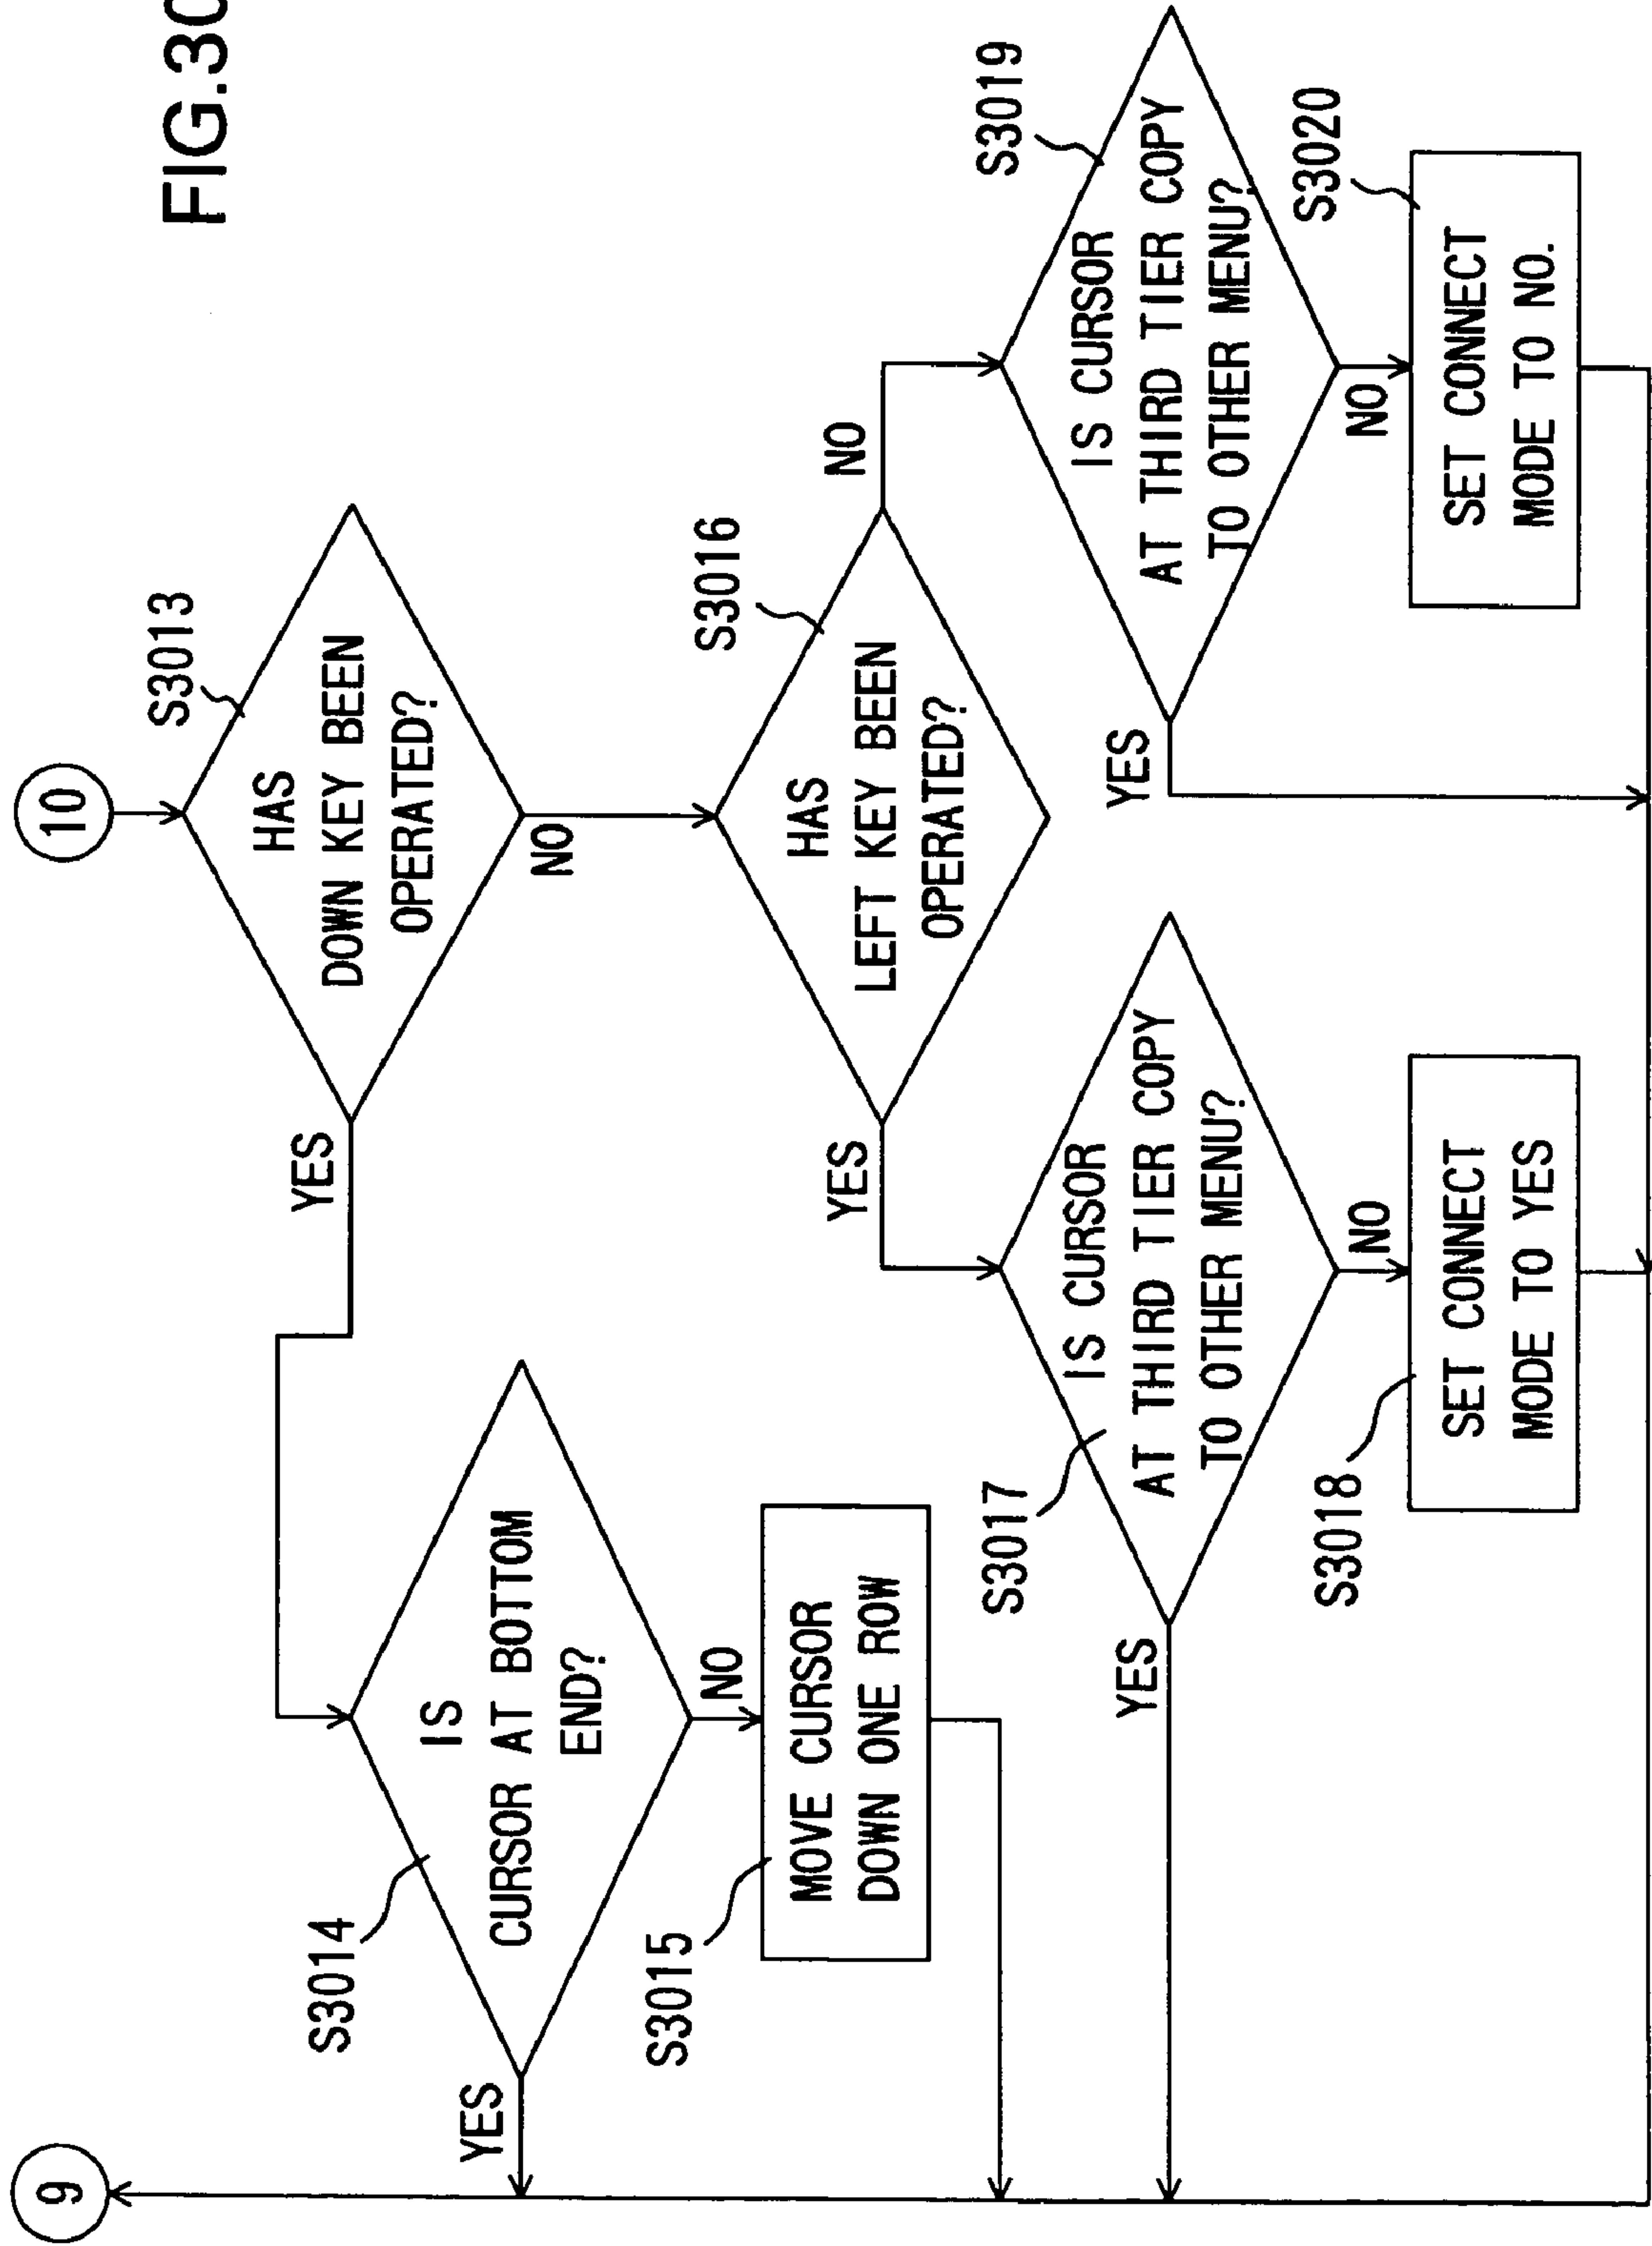 FIG.30
9
10
S3013
HAS
DOWN KEY BEEN
OPERATED?
YES
NO
S3014
IS
CURSOR AT BOTTOM
END?
YES
NO
S3015
MOVE CURSOR
DOWN ONE ROW
S3016
HAS
LEFT KEY BEEN
OPERATED?
YES
NO
S3017
IS CURSOR
AT THIRD TIER COPY
TO OTHER MENU?
YES
NO
S3018
SET CONNECT
MODE TO YES
S3019
IS CURSOR
AT THIRD TIER COPY
TO OTHER MENU?
YES
NO
S3020
SET CONNECT
MODE TO NO.